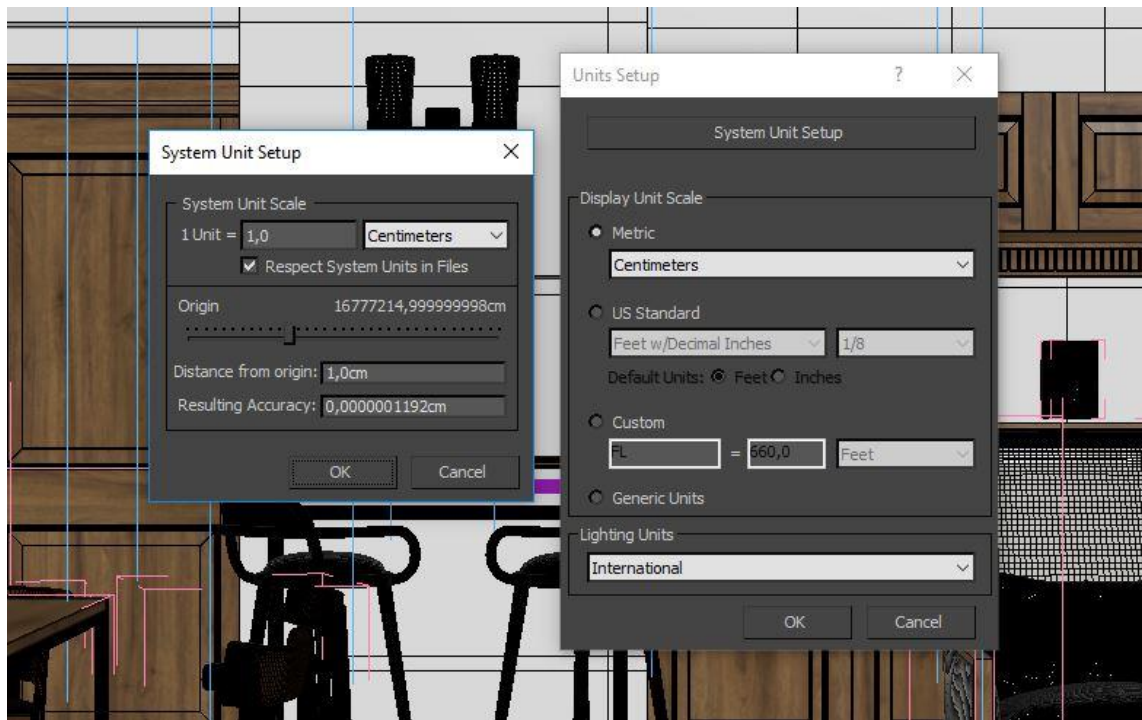 System Unit Setup
System Unit Scale
1 Unit = 1,0 Centimeters
Respect System Units in Files
Origin 16777214,999999998cm
Distance from origin: 1,0cm
Resulting Accuracy: 0,0000001192cm
OK Cancel
Units Setup ?
System Unit Setup
Display Unit Scale
Metric
Centimeters
US Standard
Feet w/Decimal Inches 1/8
Default Units: Feet Inches
Custom
FL = 660,0 Feet
Generic Units
Lighting Units
International
OK Cancel